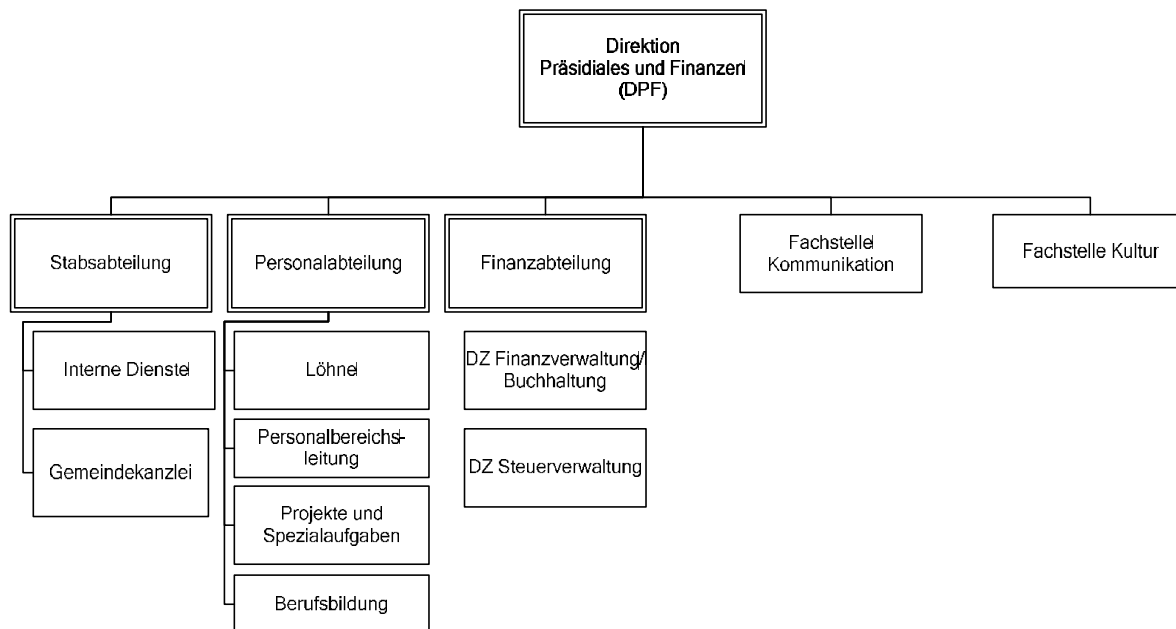 Direktion
Präsidiales und Finanzen
(DPF)
Stabsabteilung
Personalabteilung
Finanzabteilung
Fachstelle
Kommunikation
Fachstelle Kultur
Interne Dienste
Löhne
DZ Finanzverwaltung/
Buchhaltung
Gemeindekanzlei
Personalbereichs-
leitung
DZ Steuerverwaltung
Projekte und
Spezialaufgaben
Berufsbildung